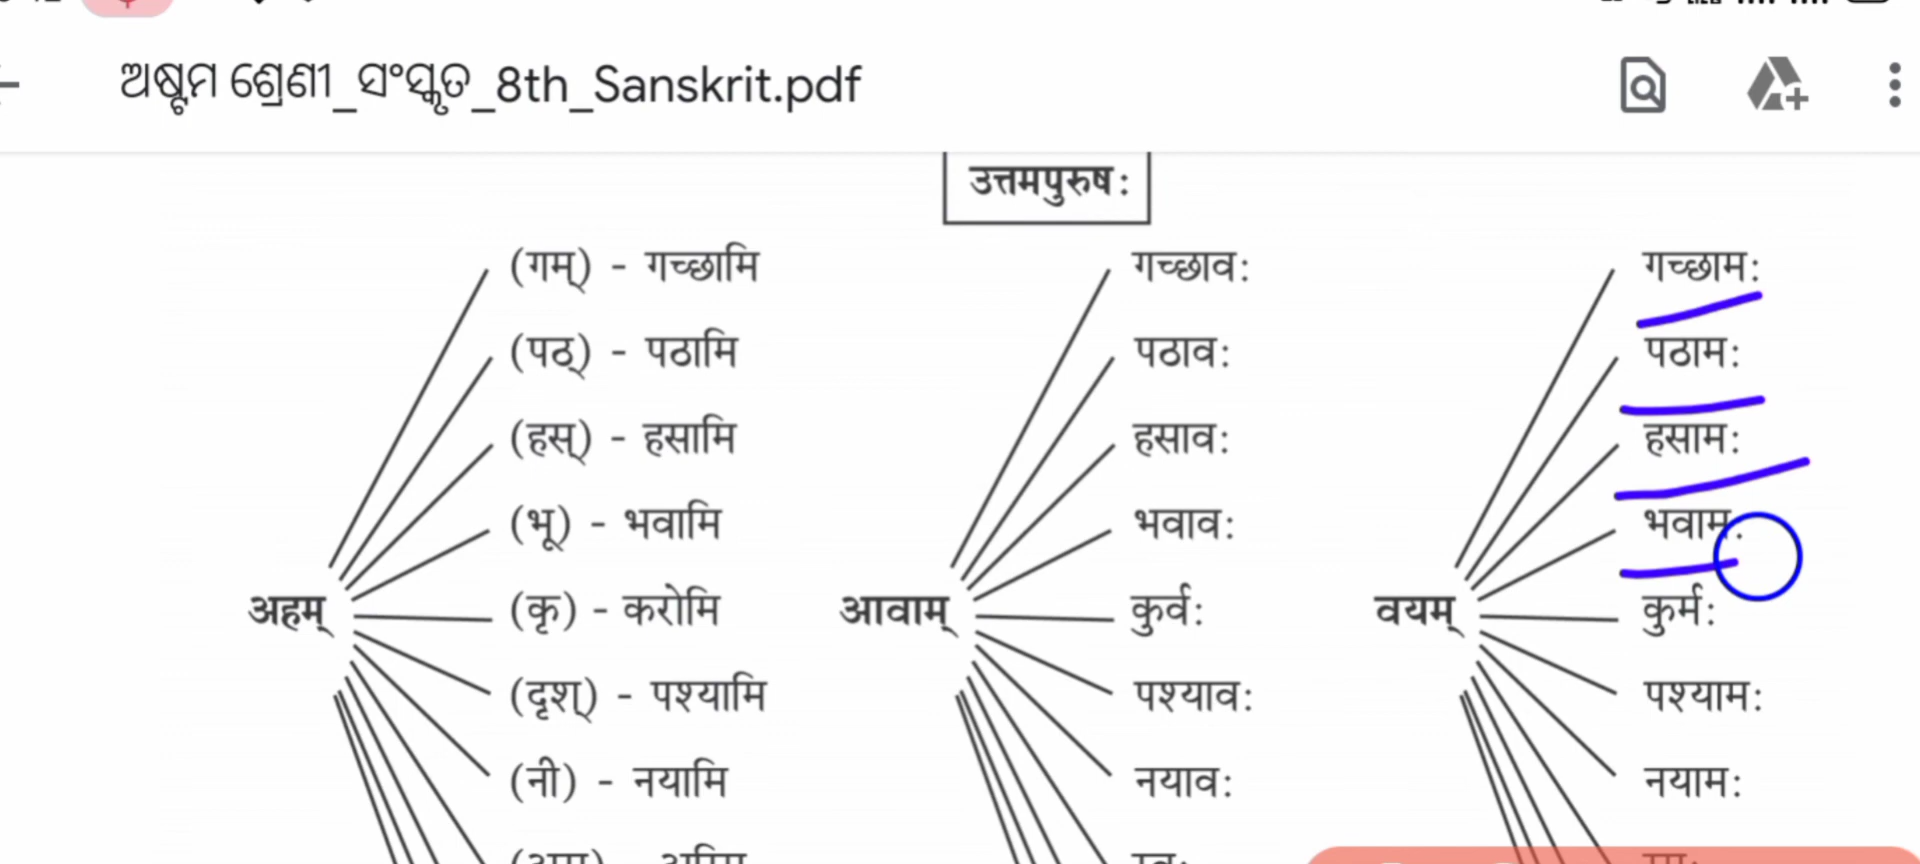 ଅଷ୍ଟମ ଶ୍ରେଣୀ_ସଂସ୍କୃତ_8th_Sanskrit.pdf
उत्तमपुरुषः
(गम्) - गच्छामि गच्छावः गच्छामः
(पठ्) - पठामि पठावः पठामः
(हस्) - हसामि हसावः हसामः
(भू) - भवामि भवावः भवामः
अहम् (कृ) - करोमि आवाम् कुर्वः वयम् कुर्मः
(दृश्) - पश्यामि पश्यावः पश्यामः
(नी) - नयामि नयावः नयामः